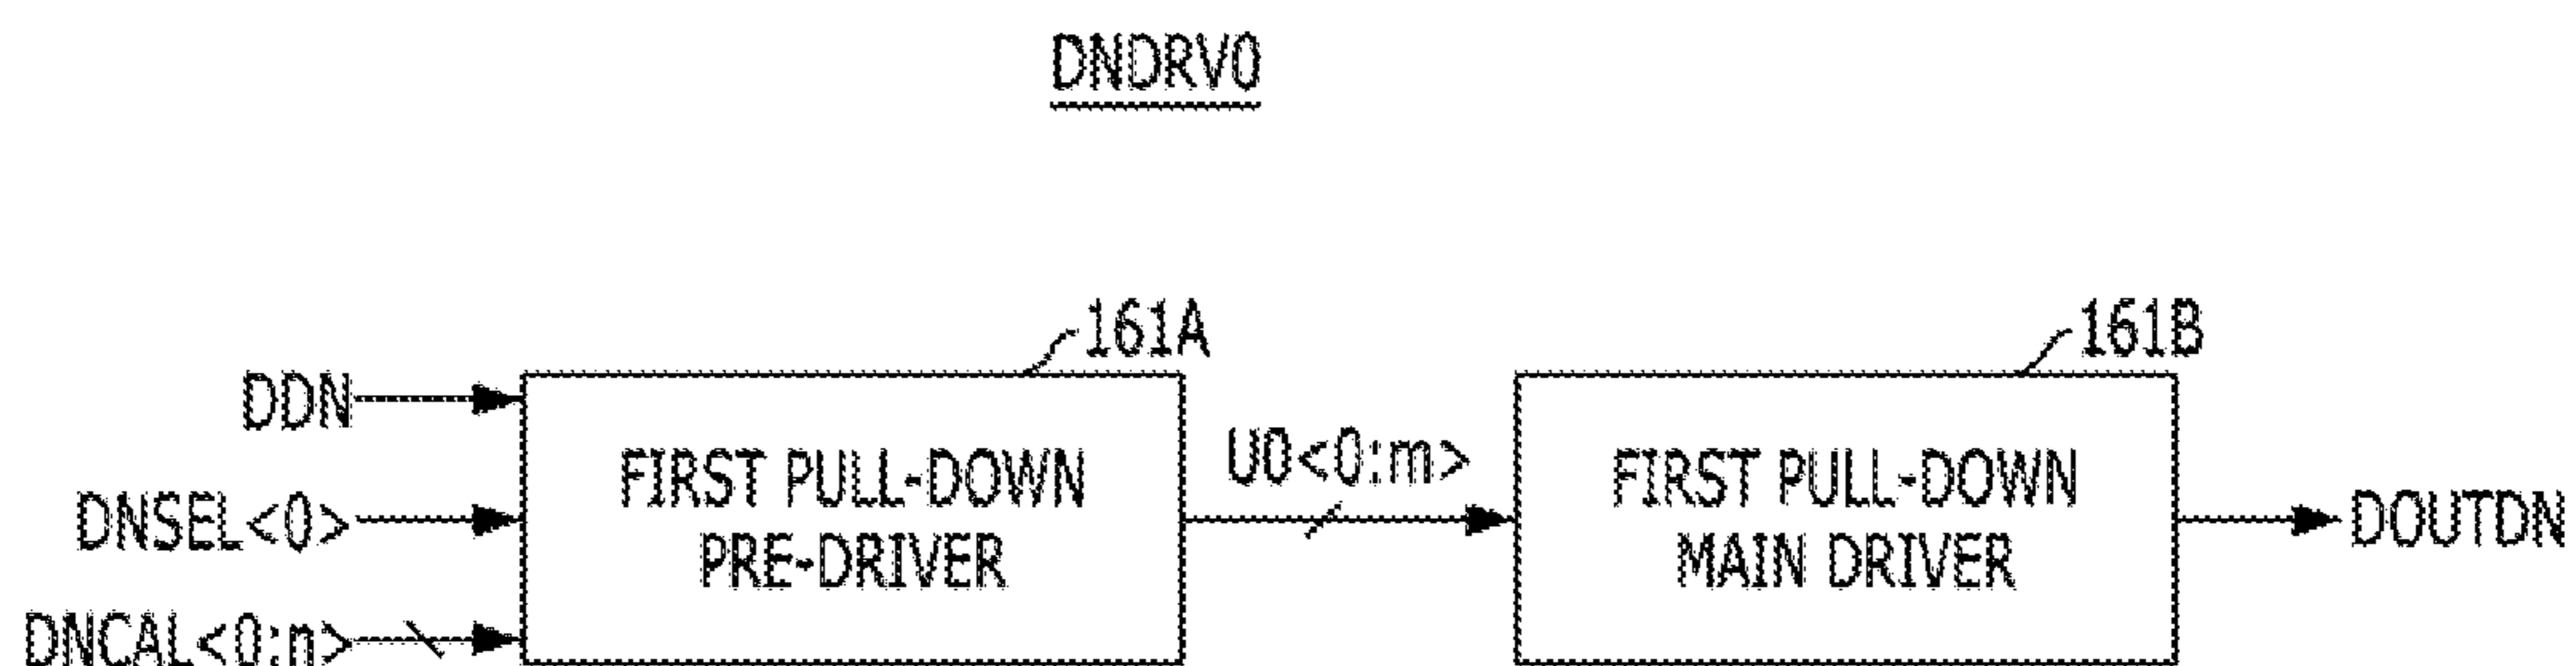 DNDRV0
161A
161B
DDN
DNSEL<0>
DNCAL<0:n>
FIRST PULL-DOWN
PRE-DRIVER
U0<0:m>
FIRST PULL-DOWN
MAIN DRIVER
DOUTDN